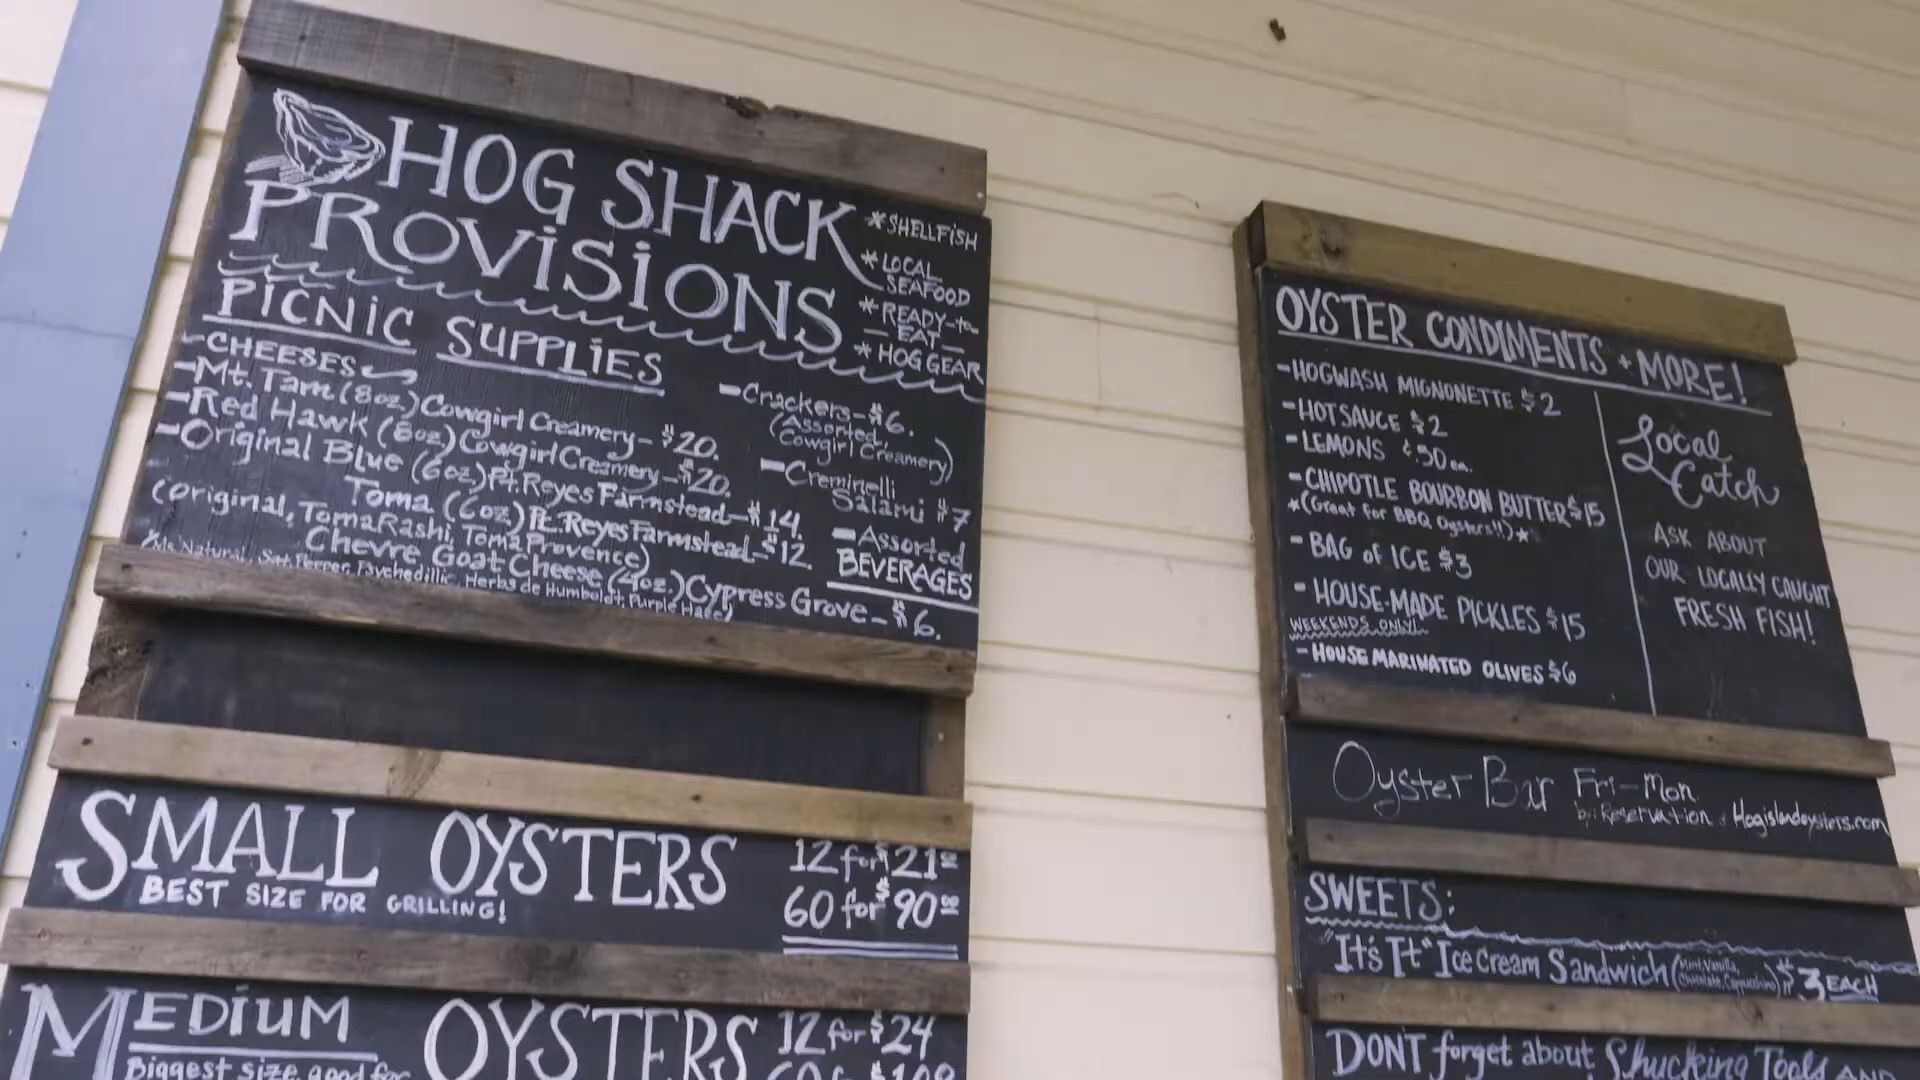 HOG SHACK
PROVISIONS
* SHELLFISH
* LOCAL
SEAFOOD
* READY-to-
- EAT -
* HOG GEAR
PICNIC SUPPLIES
~CHEESES~
-Mt. Tam (8oz.) Cowgirl Creamery-$20.
-Red Hawk (8oz.) Cowgirl Creamery-$20.
-Original Blue (6oz.) Pt. Reyes Farmstead-$14.
Toma (6oz) Pt. Reyes Farmstead-$12.
(Original, TomaRashi, Toma Provence)
Chevre Goat Cheese (4oz.) Cypress Grove-$6.
Psychedillic, Herbs de Humboldt, Purple Haze)
-Crackers-$6.
(Assorted,
Cowgirl Creamery)
-Creminelli
Salami $7
-Assorted
BEVERAGES
SMALL OYSTERS
BEST SIZE FOR GRILLING!
12 for $21.00
60 for $90.00
MEDIUM OYSTERS 12 for $24
Biggest size, good for
60 for $108
OYSTER CONDIMENTS + MORE!
-HOGWASH MIGNONETTE $2
-HOT SAUCE $2
-LEMONS ¢50 ea.
-CHIPOTLE BOURBON BUTTER $15
*(Great for BBQ Oysters!!)*
-BAG of ICE $3
-HOUSE-MADE PICKLES $15
WEEKENDS ONLY!
-HOUSE MARINATED OLIVES $6
Local
Catch
ASK ABOUT
OUR LOCALLY CAUGHT
FRESH FISH!
Oyster Bar Fri-Mon
by Reservation : Hogislandoysters.com
SWEETS:
"It's It" Ice Cream Sandwich (Mint, Vanilla, Chocolate, Cappuccino) $3 EACH
DONT forget about Shucking Tools AND